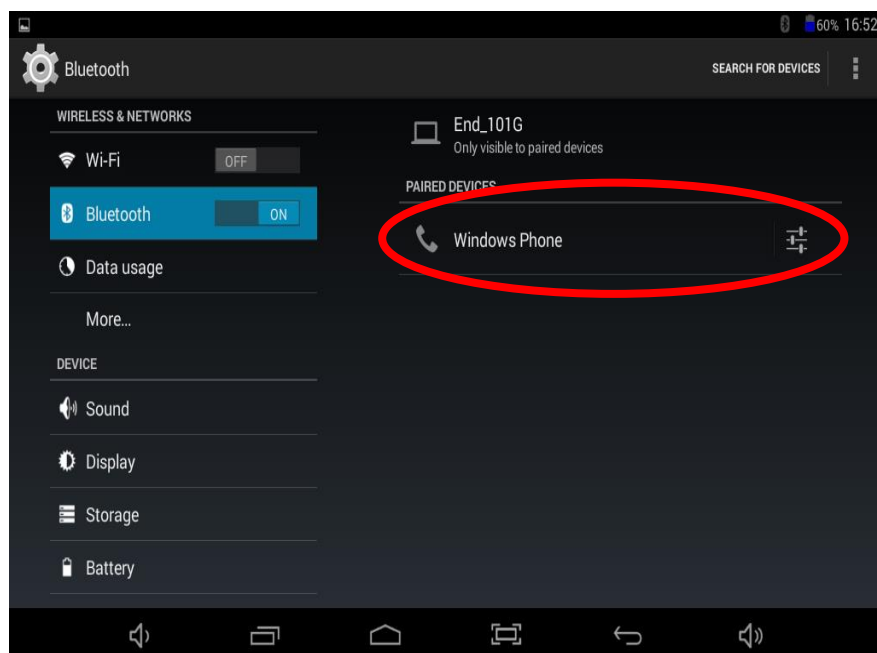 60% 16:52
Bluetooth
SEARCH FOR DEVICES
WIRELESS & NETWORKS
Wi-Fi OFF
Bluetooth ON
Data usage
More...
DEVICE
Sound
Display
Storage
Battery
End_101G
Only visible to paired devices
PAIRED DEVICES
Windows Phone